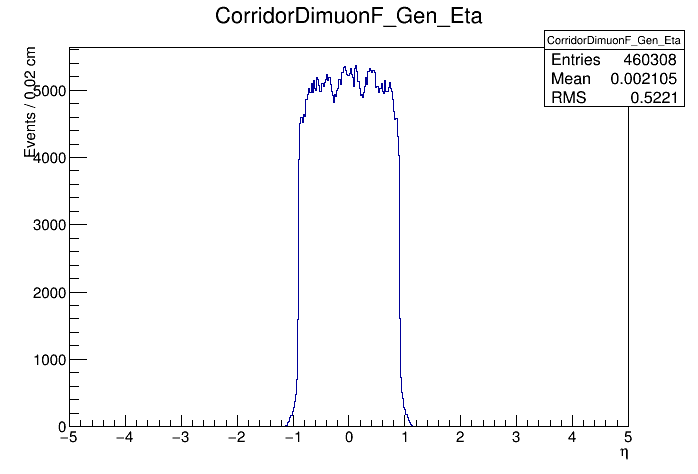 CorridorDimuonF_Gen_Eta
CorridorDimuonF_Gen_Eta
Entries 460308
Mean 0.002105
RMS 0.5221
Events / 0.02 cm
5000
4000
3000
2000
1000
0
−5 −4 −3 −2 −1 0 1 2 3 4 5
η